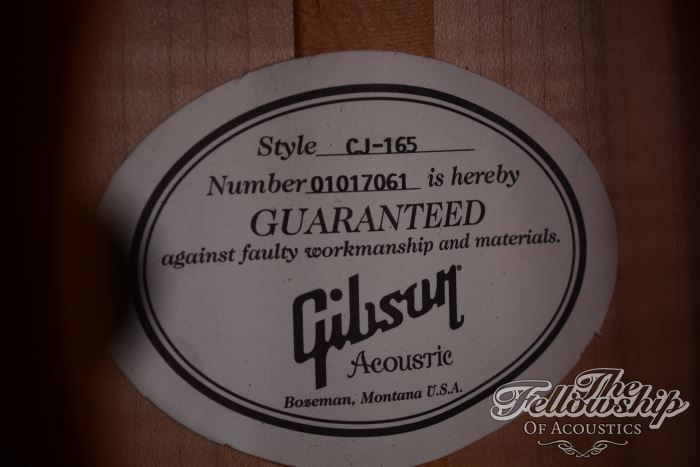 Style CJ-165
Number 01017061 is hereby
GUARANTEED
against faulty workmanship and materials.
Gibson
Acoustic
Bozeman, Montana U.S.A.
The
Fellowship
OF ACOUSTICS